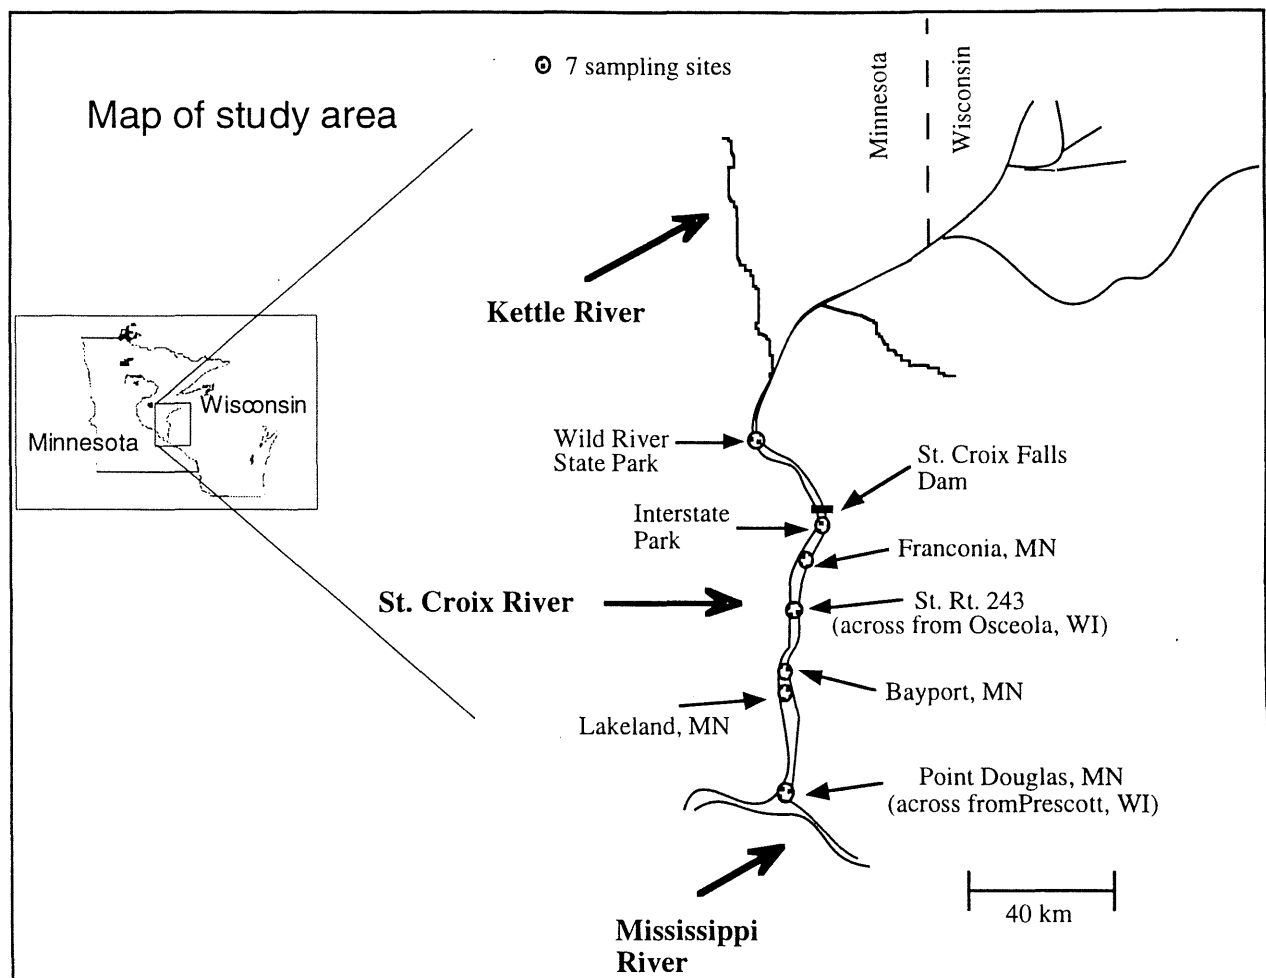 7 sampling sites
Map of study area
Minnesota
Wisconsin
Kettle River
Wisconsin
Minnesota
Wild River
State Park
St. Croix Falls
Dam
Interstate
Park
Franconia, MN
St. Croix River
St. Rt. 243
(across from Osceola, WI)
Bayport, MN
Lakeland, MN
Point Douglas, MN
(across fromPrescott, WI)
40 km
Mississippi
River